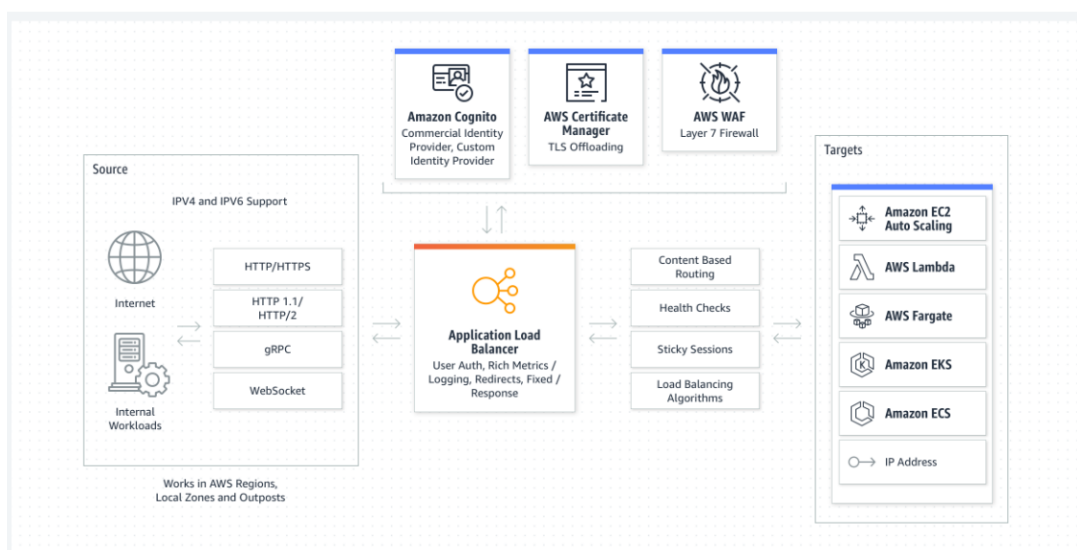 Amazon Cognito
Commercial Identity
Provider, Custom
Identity Provider
AWS Certificate
Manager
TLS Offloading
AWS WAF
Layer 7 Firewall
Source
IPV4 and IPV6 Support
Internet
Internal
Workloads
HTTP/HTTPS
HTTP 1.1/
HTTP/2
gRPC
WebSocket
Works in AWS Regions,
Local Zones and Outposts
Application Load
Balancer
User Auth, Rich Metrics /
Logging, Redirects, Fixed /
Response
Content Based
Routing
Health Checks
Sticky Sessions
Load Balancing
Algorithms
Targets
Amazon EC2
Auto Scaling
AWS Lambda
AWS Fargate
Amazon EKS
Amazon ECS
IP Address